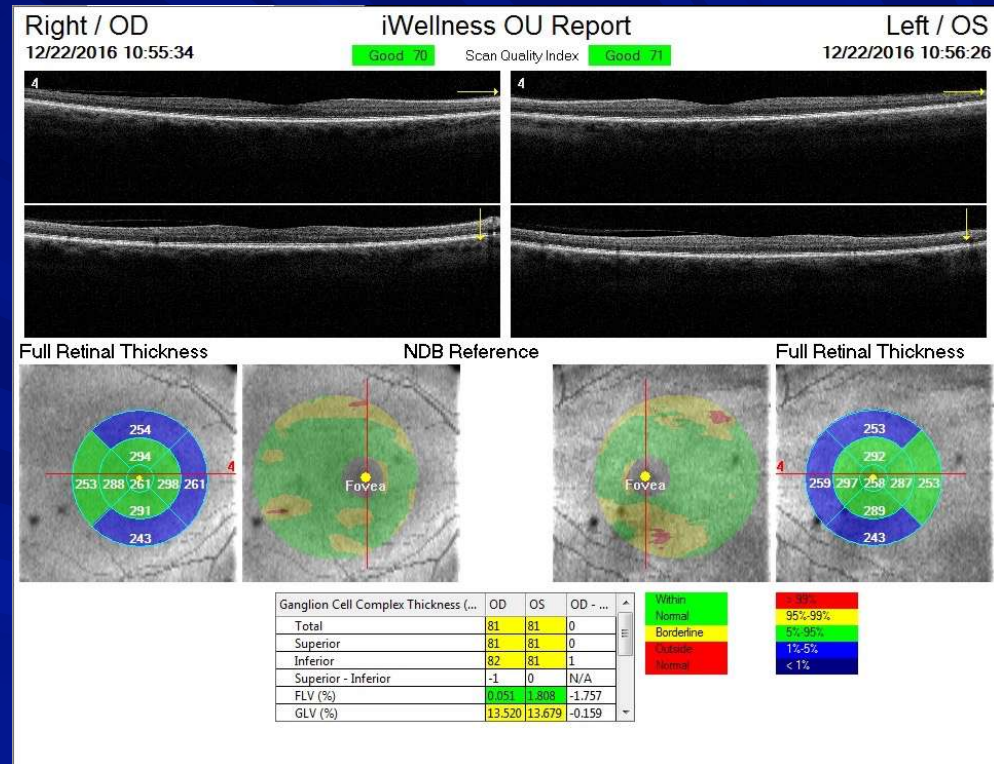 Right / OD iWellness OU Report Left / OS
12/22/2016 10:55:34 Good 70 Scan Quality Index Good 71 12/22/2016 10:56:26
4 4
Full Retinal Thickness NDB Reference Full Retinal Thickness
254 253
294 292
4 4
253 288 261 298 261 Fovea Fovea 259 297 258 287 253
291 289
243 243
Ganglion Cell Complex Thickness (... OD OS OD - ...
Total 81 81 0
Superior 81 81 0
Inferior 82 81 1
Superior - Inferior -1 0 N/A
FLV (%) 0.051 1.808 -1.757
GLV (%) 13.520 13.679 -0.159
Within > 99%
Normal 95%-99%
Borderline 5%-95%
Outside 1%-5%
Normal < 1%